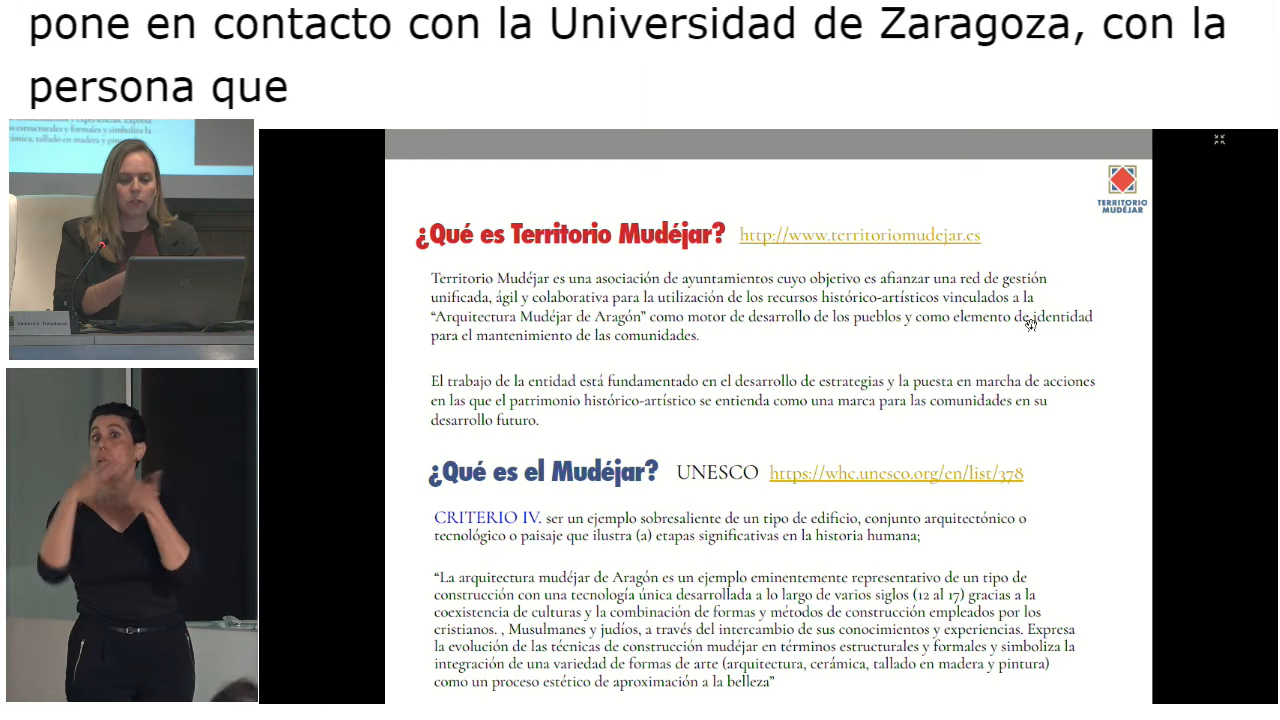 pone en contacto con la Universidad de Zaragoza, con la
persona que
TERRITORIO
MUDÉJAR
¿Qué es Territorio Mudéjar? http://www.territoriomudejar.es
Territorio Mudéjar es una asociación de ayuntamientos cuyo objetivo es afianzar una red de gestión
unificada, ágil y colaborativa para la utilización de los recursos histórico-artísticos vinculados a la
“Arquitectura Mudéjar de Aragón” como motor de desarrollo de los pueblos y como elemento de identidad
para el mantenimiento de las comunidades.
El trabajo de la entidad está fundamentado en el desarrollo de estrategias y la puesta en marcha de acciones
en las que el patrimonio histórico-artístico se entienda como una marca para las comunidades en su
desarrollo futuro.
¿Qué es el Mudéjar? UNESCO https://whc.unesco.org/en/list/378
CRITERIO IV. ser un ejemplo sobresaliente de un tipo de edificio, conjunto arquitectónico o
tecnológico o paisaje que ilustra (a) etapas significativas en la historia humana;
“La arquitectura mudéjar de Aragón es un ejemplo eminentemente representativo de un tipo de
construcción con una tecnología única desarrollada a lo largo de varios siglos (12 al 17) gracias a la
coexistencia de culturas y la combinación de formas y métodos de construcción empleados por los
cristianos. , Musulmanes y judíos, a través del intercambio de sus conocimientos y experiencias. Expresa
la evolución de las técnicas de construcción mudéjar en términos estructurales y formales y simboliza la
integración de una variedad de formas de arte (arquitectura, cerámica, tallado en madera y pintura)
como un proceso estético de aproximación a la belleza”